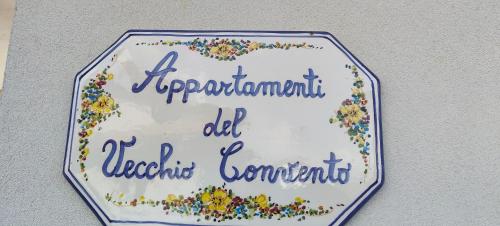 Appartamenti
del
Vecchio Convento